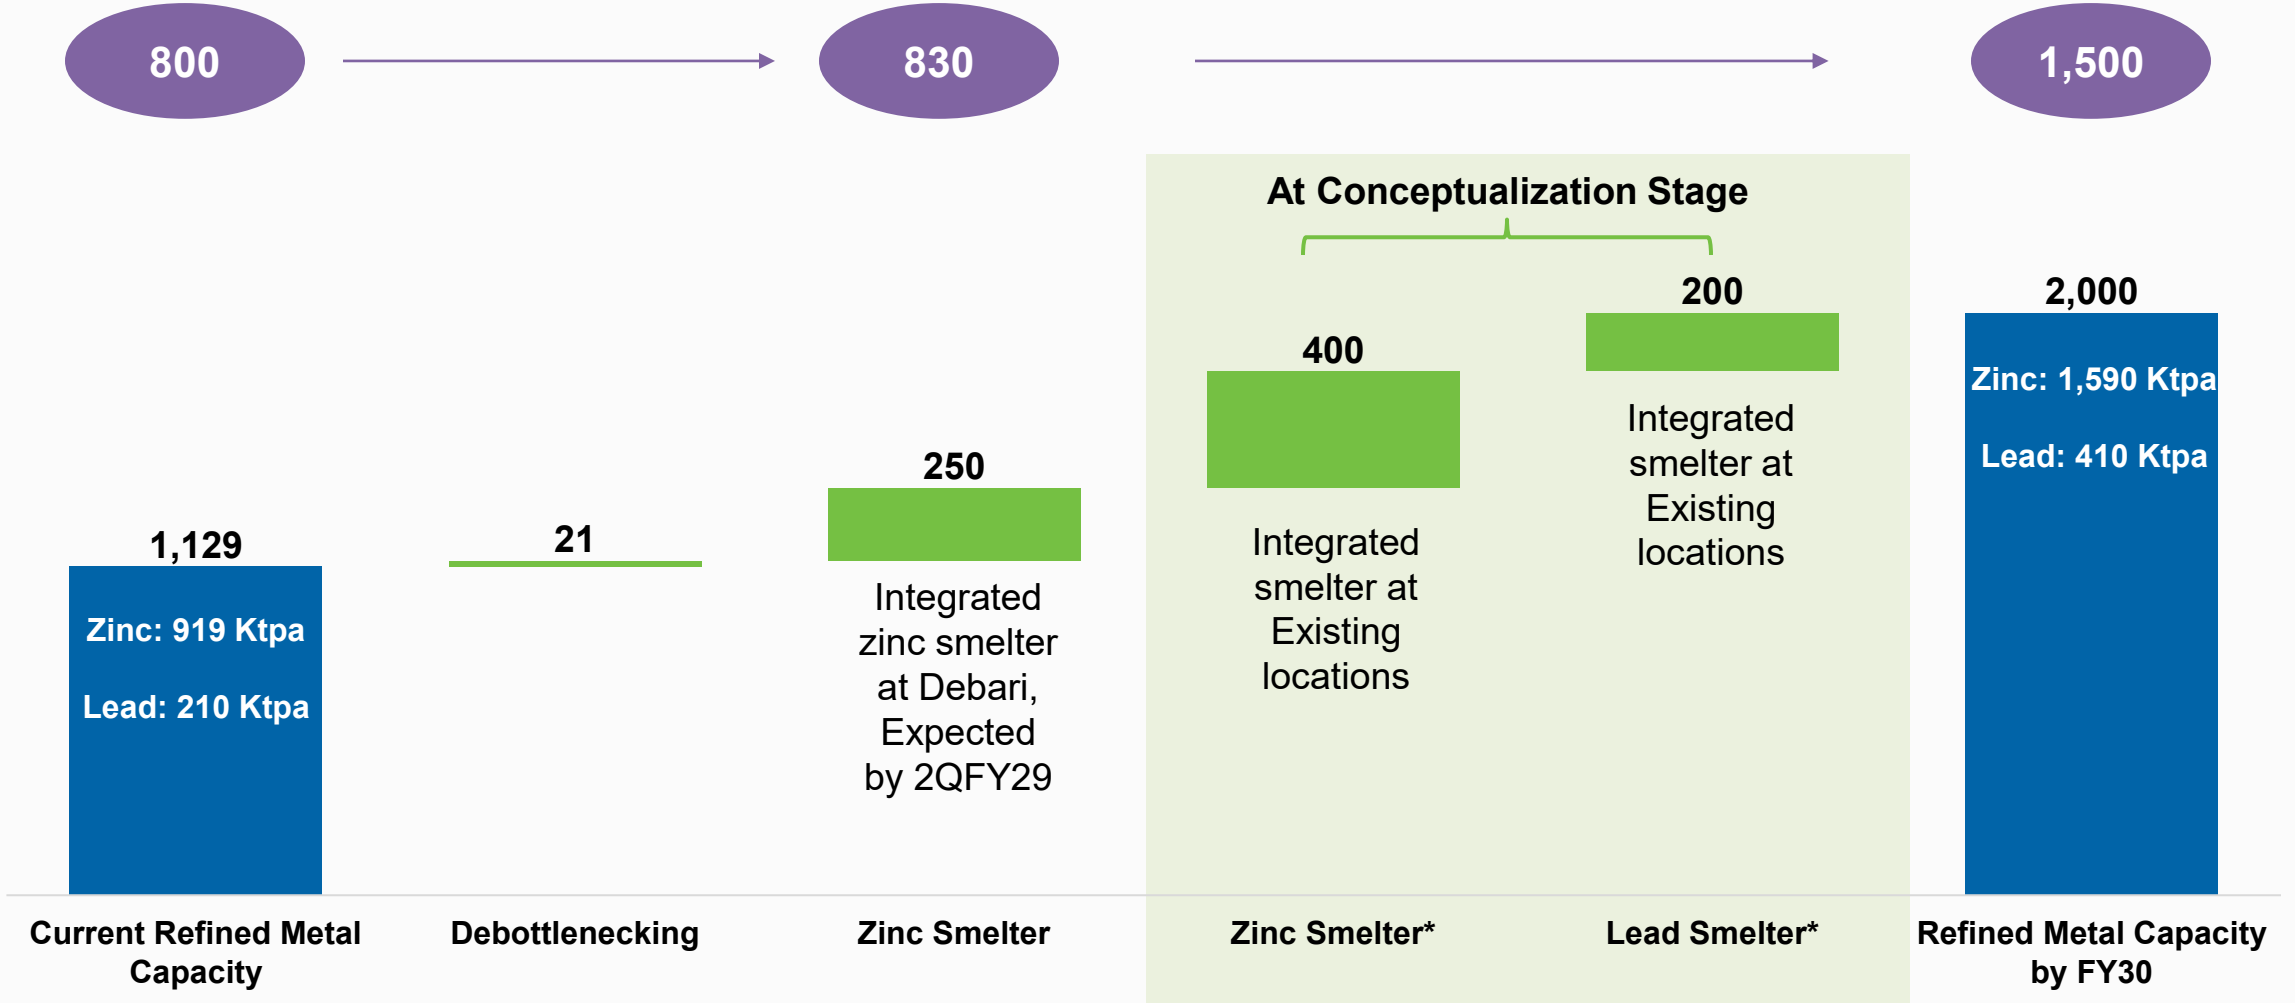 800
830
1,500
At Conceptualization Stage
1,129
Zinc: 919 Ktpa
Lead: 210 Ktpa
21
250
Integrated
zinc smelter
at Debari,
Expected
by 2QFY29
400
Integrated
smelter at
Existing
locations
200
Integrated
smelter at
Existing
locations
2,000
Zinc: 1,590 Ktpa
Lead: 410 Ktpa
Current Refined Metal
Capacity
Debottlenecking
Zinc Smelter
Zinc Smelter*
Lead Smelter*
Refined Metal Capacity
by FY30